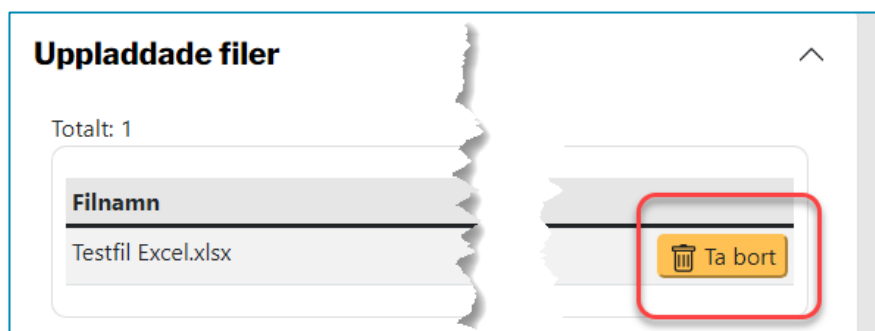 Uppladdade filer
Totalt: 1
Filnamn
Testfil Excel.xlsx Ta bort